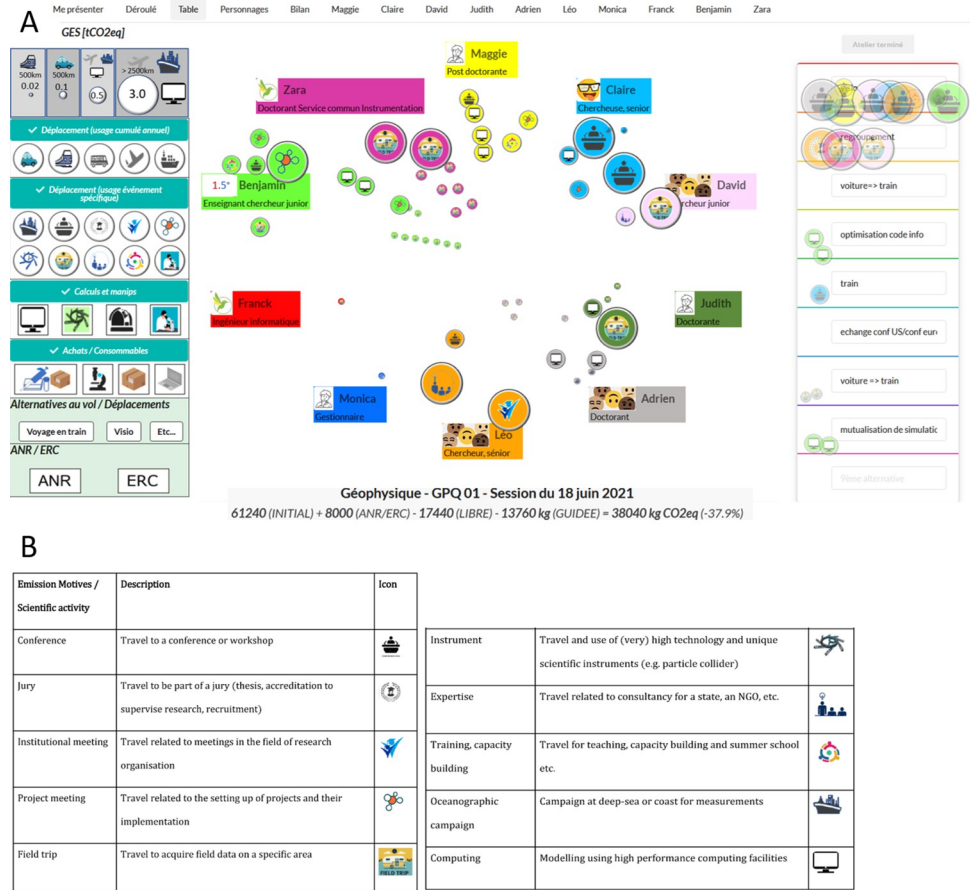 A
Me présenter Déroulé Table Personnages Bilan Maggie Claire David Judith Adrien Léo Monica Franck Benjamin Zara
GES [tCO2eq]
Atelier terminé
500km
0.02
500km
0.1
0.5
> 2500km
3.0
✓ Déplacement (usage cumulé annuel)
✓ Déplacement (usage événement spécifique)
✓ Calculs et manips
✓ Achats / Consommables
Alternatives au vol / Déplacements
Voyage en train Visio Etc...
ANR / ERC
ANR ERC
Maggie
Post doctorante
Zara
Doctorant Service commun Instrumentation
Claire
Chercheuse, senior
1.5°
Benjamin
Enseignant chercheur junior
David
rcheur junior
Franck
Ingénieur informatique
Judith
Doctorante
Monica
Gestionnaire
Léo
Chercheur, sénior
Adrien
Doctorant
regroupement
voiture=> train
optimisation code info
train
echange conf US/conf eur
voiture => train
mutualisation de simulatic
9ème alternative
Géophysique - GPQ 01 - Session du 18 juin 2021
61240 (INITIAL) + 8000 (ANR/ERC) - 17440 (LIBRE) - 13760 kg (GUIDEE) = 38040 kg CO2eq (-37.9%)
B
Emission Motives /
Scientific activity
Description
Icon
Conference
Travel to a conference or workshop
Jury
Travel to be part of a jury (thesis, accreditation to
supervise research, recruitment)
Institutional meeting
Travel related to meetings in the field of research
organisation
Project meeting
Travel related to the setting up of projects and their
implementation
Field trip
Travel to acquire field data on a specific area
FIELD TRIP
Instrument
Travel and use of (very) high technology and unique
scientific instruments (e.g. particle collider)
Expertise
Travel related to consultancy for a state, an NGO, etc.
Training, capacity
building
Travel for teaching, capacity building and summer school
etc.
Oceanographic
campaign
Campaign at deep-sea or coast for measurements
Computing
Modelling using high performance computing facilities